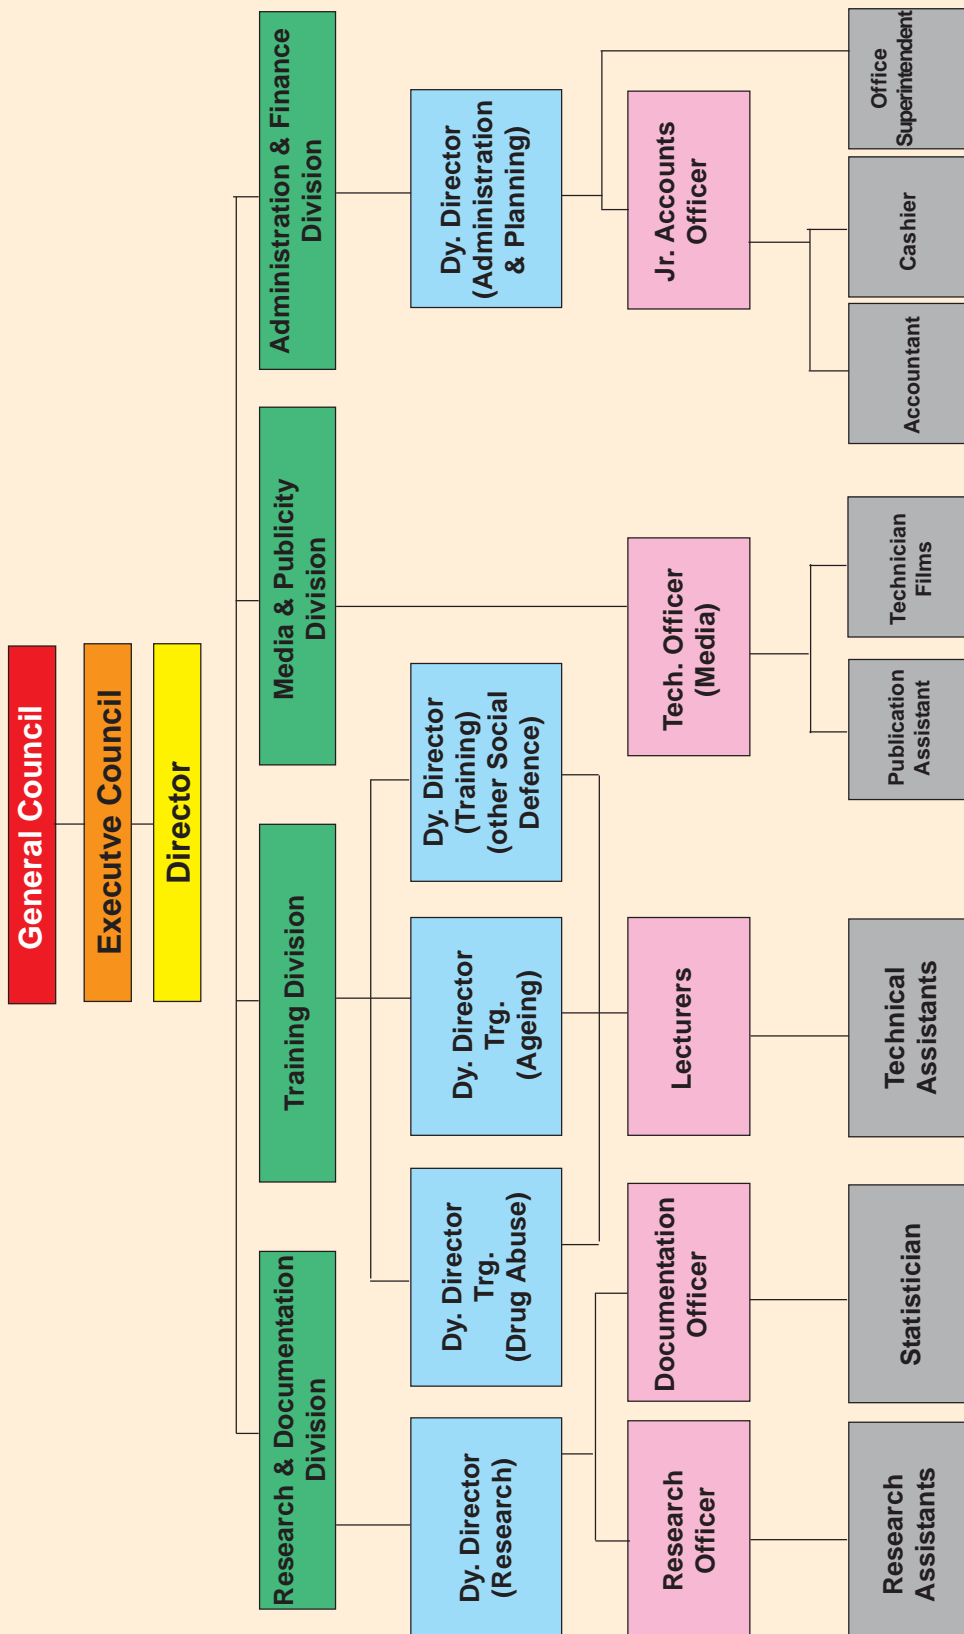 General Council
Executve Council
Director
Research & Documentation
Division
Training Division
Media & Publicity
Division
Administration & Finance
Division
Dy. Director
(Research)
Dy. Director
Trg.
(Drug Abuse)
Dy. Director
Trg.
(Ageing)
Dy. Director
(Training)
(other Social
Defence)
Dy. Director
(Administration
& Planning)
Research
Officer
Documentation
Officer
Lecturers
Tech. Officer
(Media)
Jr. Accounts
Officer
Research
Assistants
Statistician
Technical
Assistants
Publication
Assistant
Technician
Films
Accountant
Cashier
Office
Superintendent